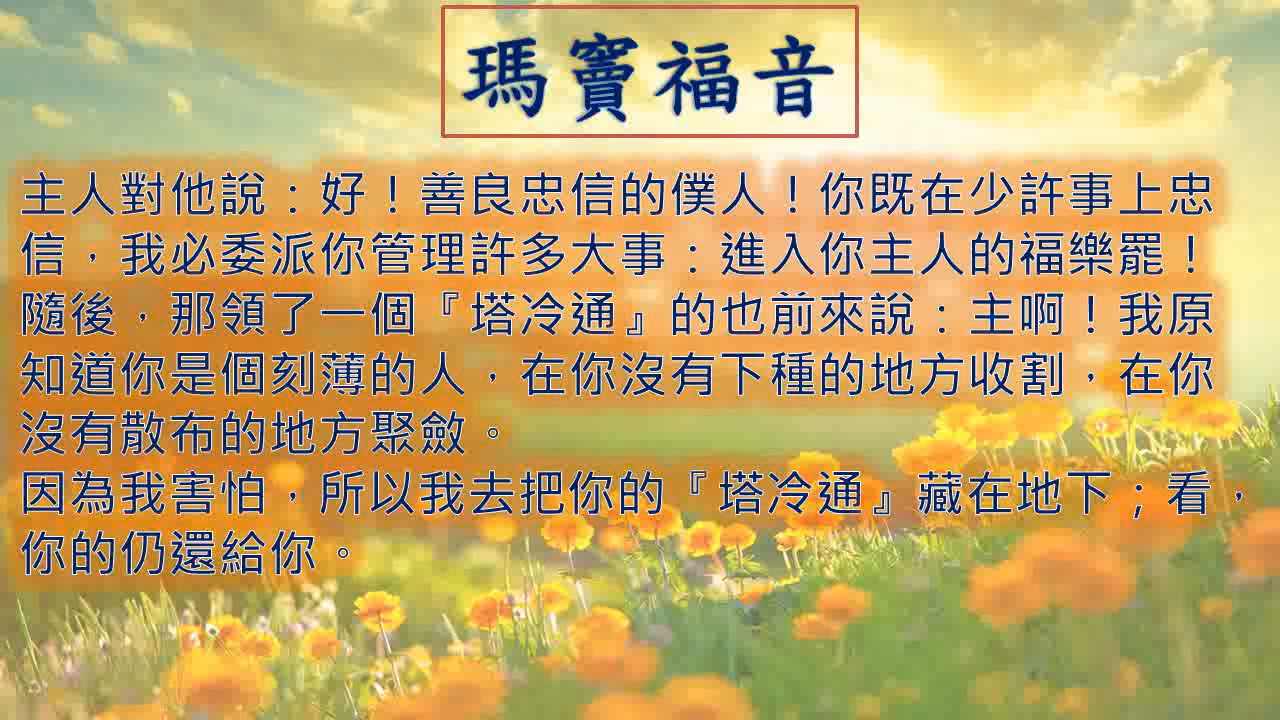 瑪竇福音
主人對他說：好！善良忠信的僕人！你既在少許事上忠
信，我必委派你管理許多大事：進入你主人的福樂罷！
隨後，那領了一個『塔冷通』的也前來說：主啊！我原
知道你是個刻薄的人，在你沒有下種的地方收割，在你
沒有散布的地方聚斂。
因為我害怕，所以我去把你的『塔冷通』藏在地下；看，
你的仍還給你。